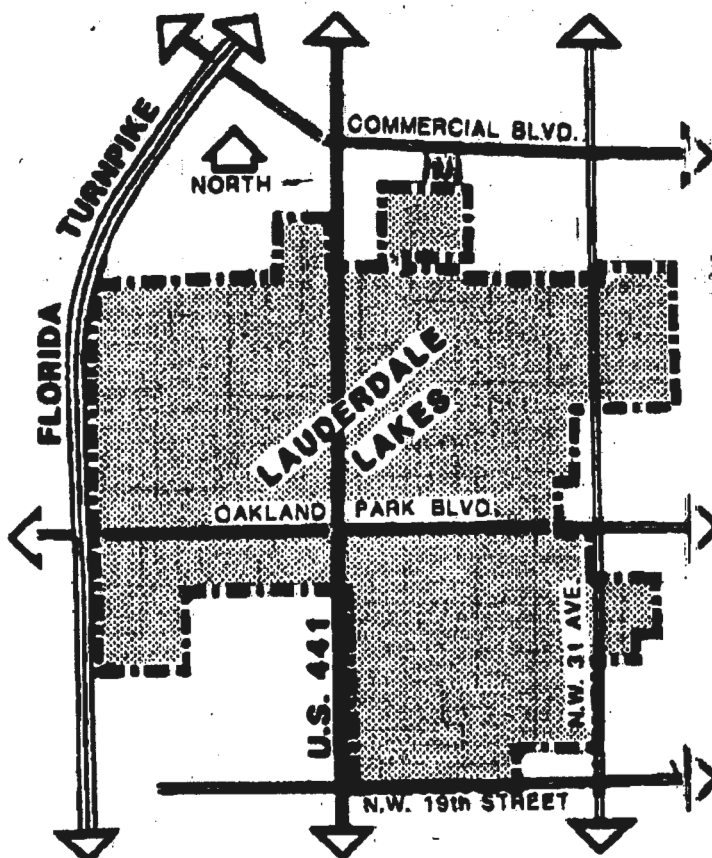 COMMERCIAL BLVD.
NORTH
FLORIDA TURNPIKE
LAUDERDALE
LAKES
OAKLAND PARK BLVD.
U.S. 441
N.W. 31 AVE.
N.W. 19th STREET